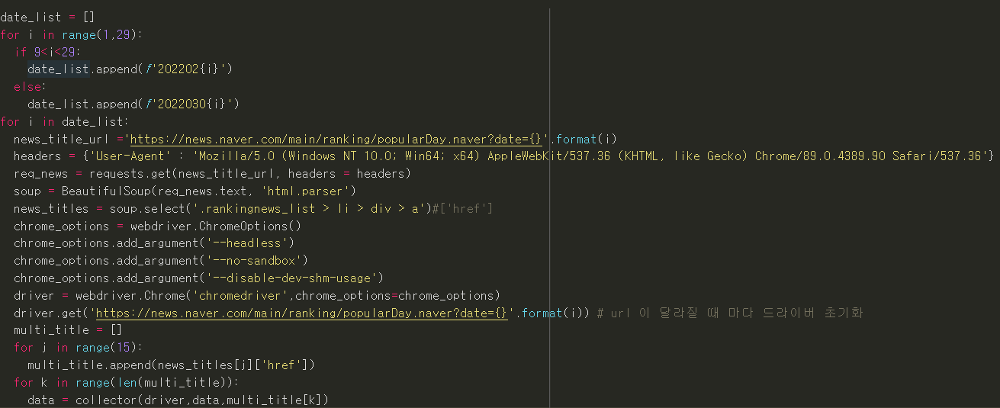 date_list = []
for i in range(1,29):
  if 9<i<29:
    date_list.append(f'202202{i}')
  else:
    date_list.append(f'2022030{i}')
for i in date_list:
  news_title_url ='https://news.naver.com/main/ranking/popularDay.naver?date={}'.format(i)
  headers = {'User-Agent' : 'Mozilla/5.0 (Windows NT 10.0; Win64; x64) AppleWebKit/537.36 (KHTML, like Gecko) Chrome/89.0.4389.90 Safari/537.36'}
  req_news = requests.get(news_title_url, headers = headers)
  soup = BeautifulSoup(req_news.text, 'html.parser')
  news_titles = soup.select('.rankingnews_list > li > div > a')#['href']
  chrome_options = webdriver.ChromeOptions()
  chrome_options.add_argument('--headless')
  chrome_options.add_argument('--no-sandbox')
  chrome_options.add_argument('--disable-dev-shm-usage')
  driver = webdriver.Chrome('chromedriver',chrome_options=chrome_options)
  driver.get('https://news.naver.com/main/ranking/popularDay.naver?date={}'.format(i)) # url 이 달라질 때 마다 드라이버 초기화
  multi_title = []
  for j in range(15):
    multi_title.append(news_titles[j]['href'])
  for k in range(len(multi_title)):
    data = collector(driver,data,multi_title[k])